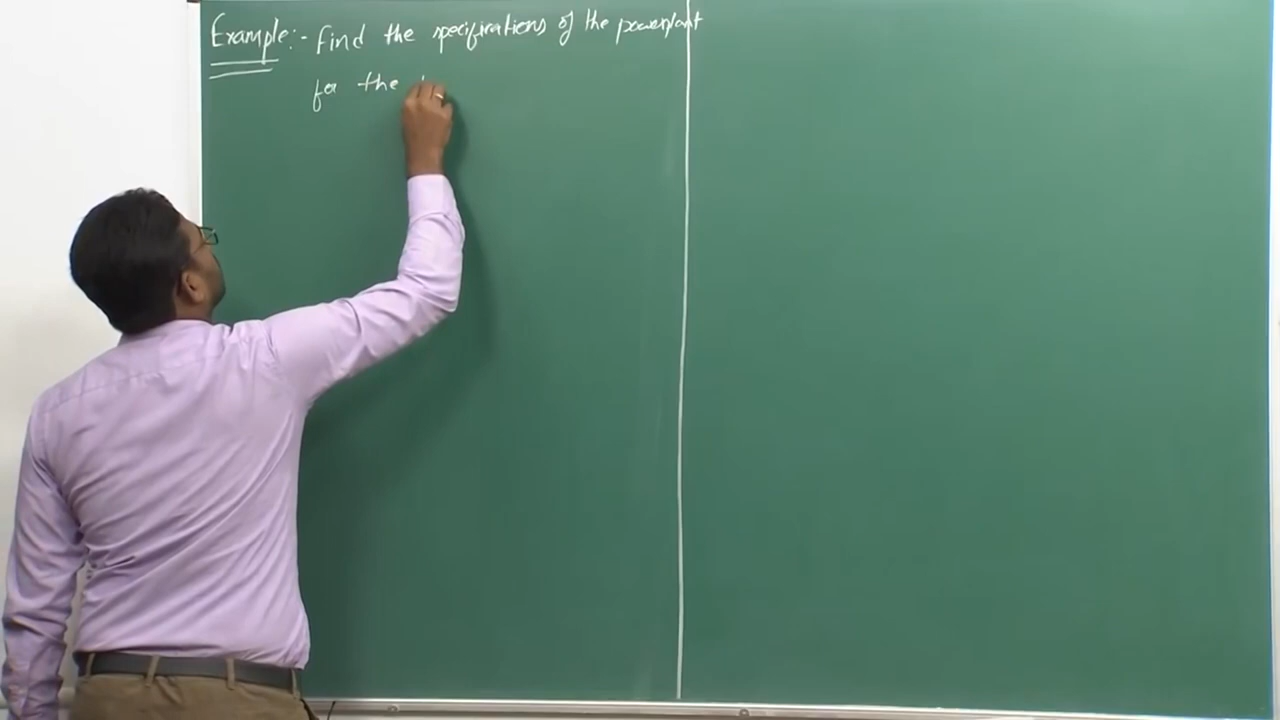 Example:- Find the specifications of the powerplant
for the